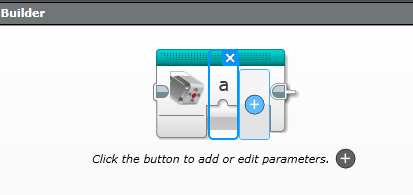 Builder
a
Click the button to add or edit parameters.